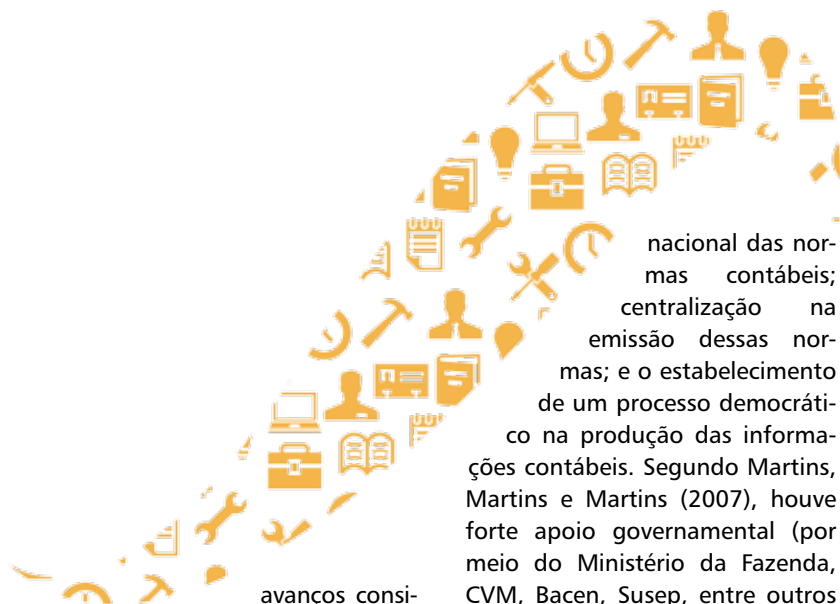 avanços consi-
nacional das nor-
mas contábeis;
centralização na
emissão dessas nor-
mas; e o estabelecimento
de um processo democráti-
co na produção das informa-
ções contábeis. Segundo Martins,
Martins e Martins (2007), houve
forte apoio governamental (por
meio do Ministério da Fazenda,
CVM, Bacen, Susep, entre outros